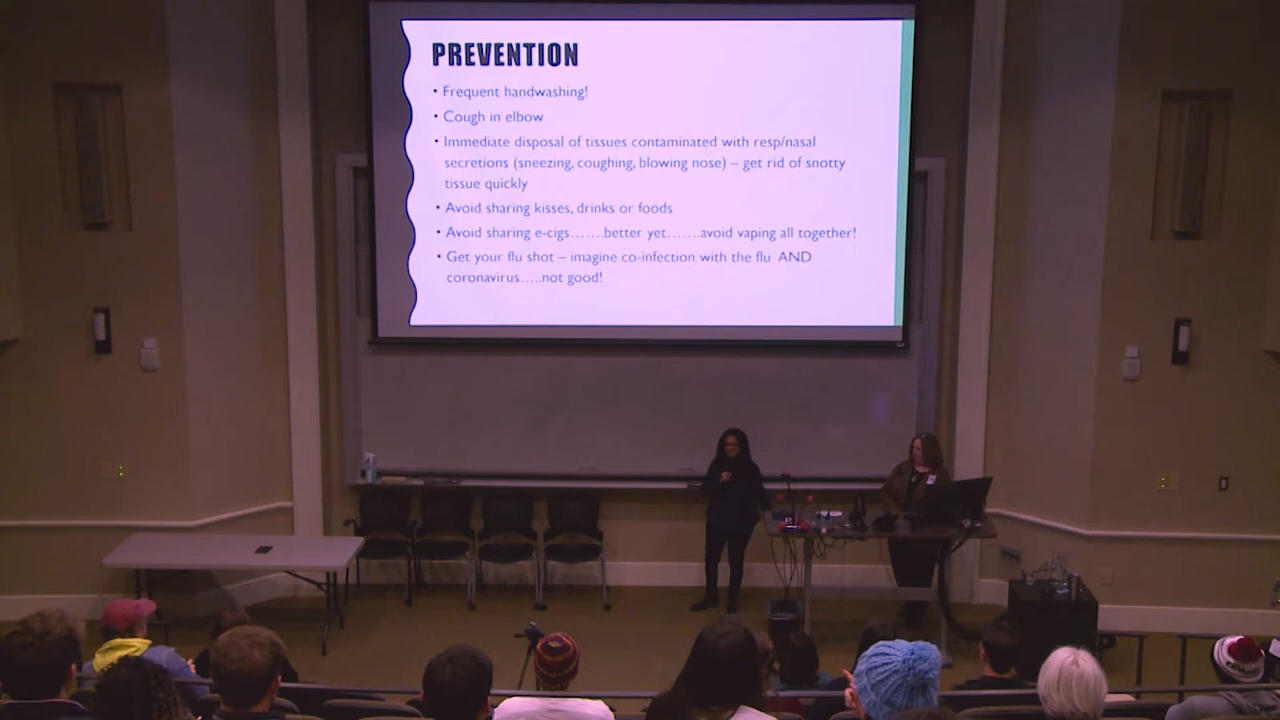 PREVENTION
• Frequent handwashing!
• Cough in elbow
• Immediate disposal of tissues contaminated with resp/nasal
secretions (sneezing, coughing, blowing nose) – get rid of snotty
tissue quickly
• Avoid sharing kisses, drinks or foods
• Avoid sharing e-cigs…….better yet…….avoid vaping all together!
• Get your flu shot – imagine co-infection with the flu AND
coronavirus…..not good!